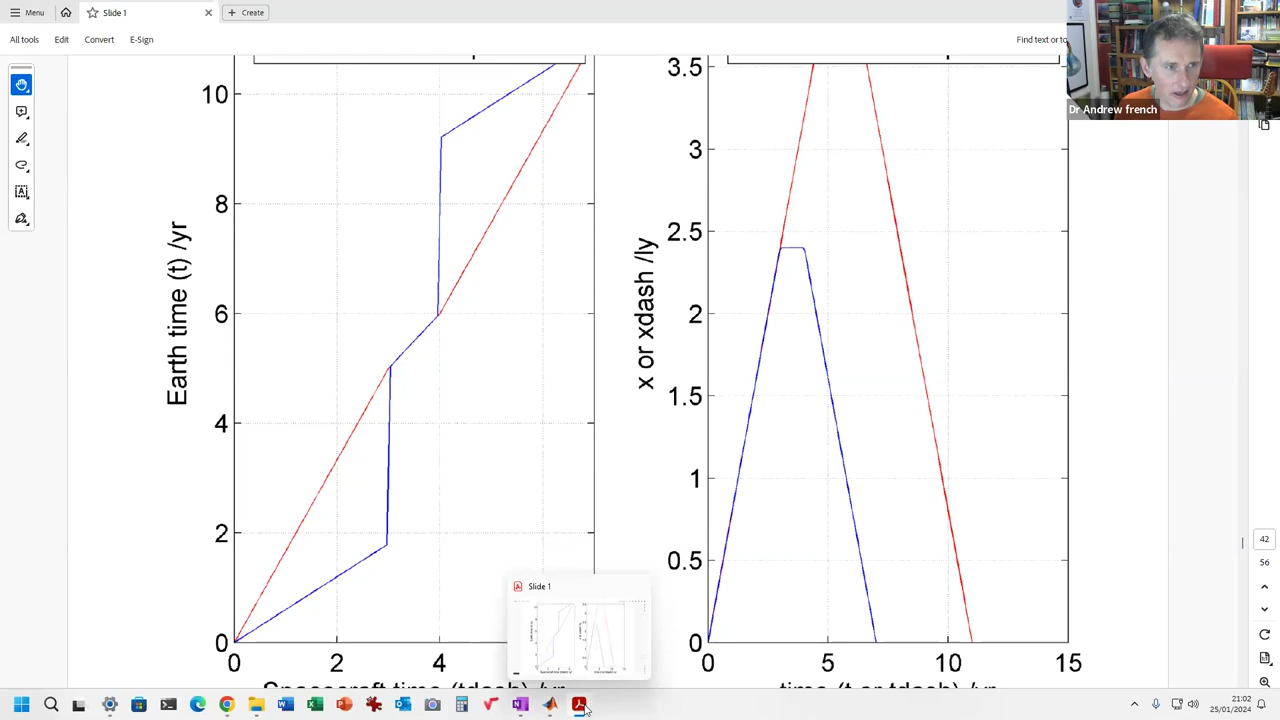 Menu
Slide 1
Create
All tools
Edit
Convert
E-Sign
Find text or to
Dr Andrew french
10
8
6
4
2
0
Earth time (t) /yr
0
2
4
3.5
3
2.5
2
1.5
1
0.5
0
x or xdash /ly
0
5
10
15
Slide 1
42
56
21:02
25/01/2024